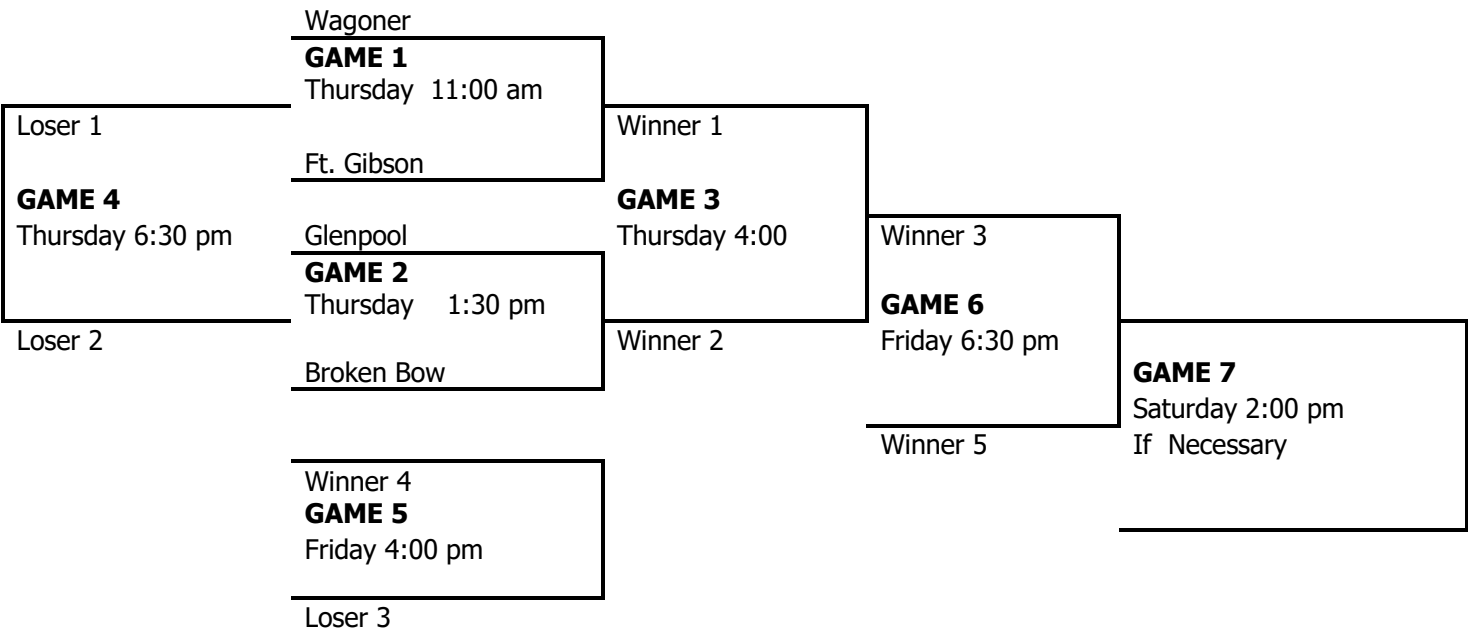 Wagoner
GAME 1
Thursday 11:00 am
Ft. Gibson
Loser 1
GAME 4
Thursday 6:30 pm
Loser 2
Glenpool
GAME 2
Thursday 1:30 pm
Broken Bow
Winner 1
GAME 3
Thursday 4:00
Winner 2
Winner 3
GAME 6
Friday 6:30 pm
Winner 5
GAME 7
Saturday 2:00 pm
If Necessary
Winner 4
GAME 5
Friday 4:00 pm
Loser 3